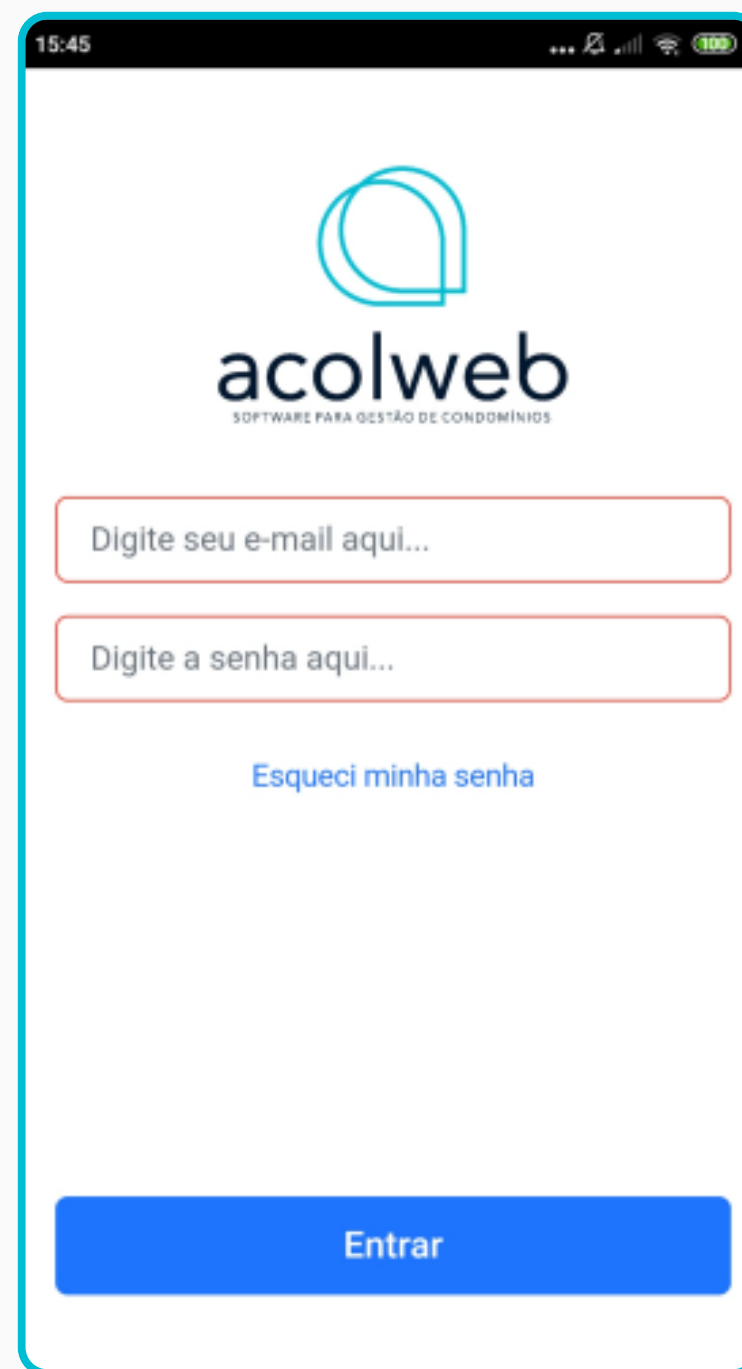 15:45
100
acolweb
SOFTWARE PARA GESTÃO DE CONDOMÍNIOS
Digite seu e-mail aqui...
Digite a senha aqui...
Esqueci minha senha
Entrar